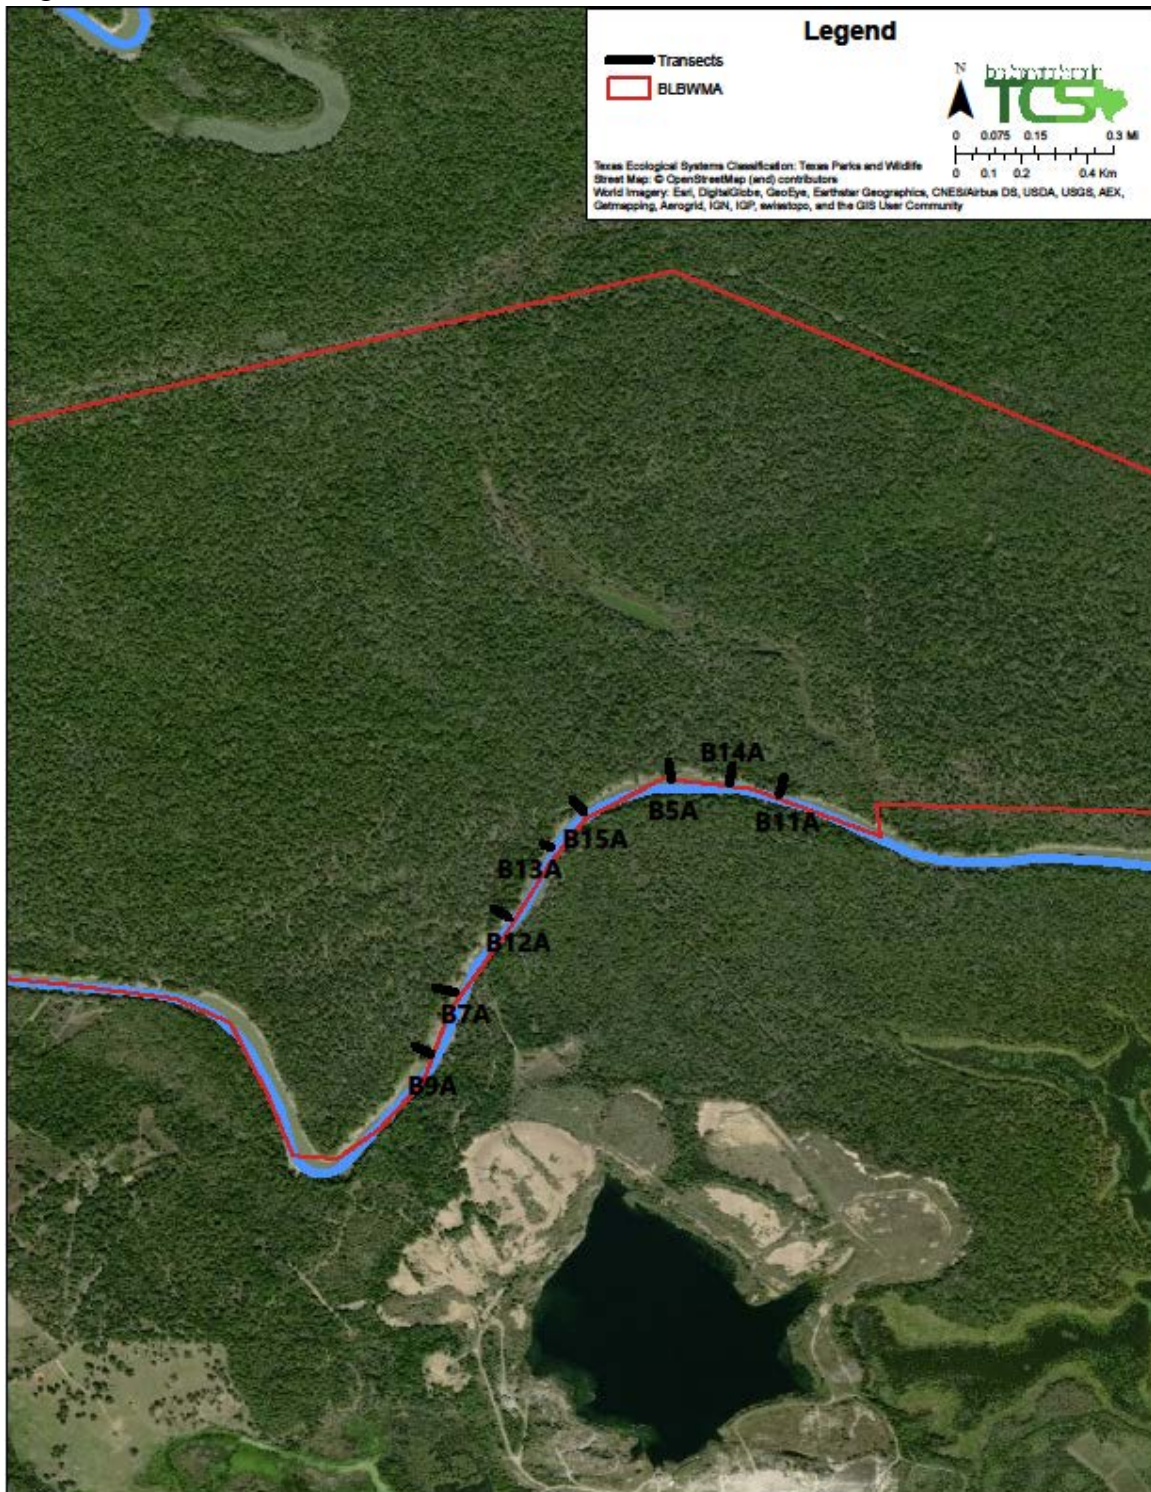 Legend
Transects
BLBWMA
N
TCS
0 0.075 0.15 0.3 Mi
0 0.1 0.2 0.4 Km
Texas Ecological Systems Classification: Texas Parks and Wildlife
Street Map: © OpenStreetMap (and) contributors
World Imagery: Esri, DigitalGlobe, GeoEye, Earthstar Geographics, CNES/Airbus DS, USDA, USGS, AEX,
Getmapping, Aerogrid, IGN, IGP, swisstopo, and the GIS User Community
B14A
B5A
B11A
B15A
B13A
B12A
B7A
B9A